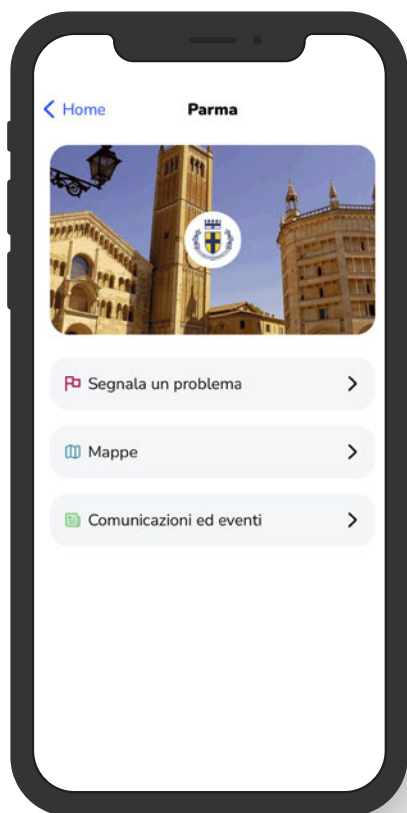 Home
Parma
Segnala un problema
Mappe
Comunicazioni ed eventi